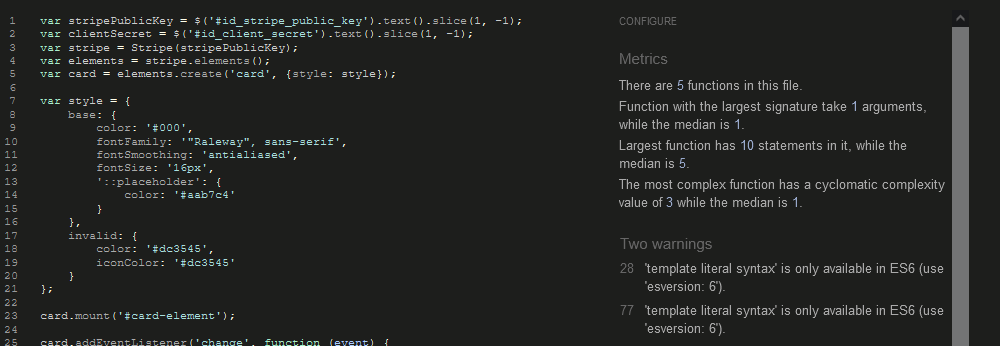 1 var stripePublicKey = $('#id_stripe_public_key').text().slice(1, -1);
2 var clientSecret = $('#id_client_secret').text().slice(1, -1);
3 var stripe = Stripe(stripePublicKey);
4 var elements = stripe.elements();
5 var card = elements.create('card', {style: style});
6
7 var style = {
8 base: {
9 color: '#000',
10 fontFamily: '"Raleway", sans-serif',
11 fontSmoothing: 'antialiased',
12 fontSize: '16px',
13 '::placeholder': {
14 color: '#aab7c4'
15 }
16 },
17 invalid: {
18 color: '#dc3545',
19 iconColor: '#dc3545'
20 }
21 };
22
23 card.mount('#card-element');
24
25 card.addEventListener('change', function (event) {
CONFIGURE
Metrics
There are 5 functions in this file.
Function with the largest signature take 1 arguments,
while the median is 1.
Largest function has 10 statements in it, while the
median is 5.
The most complex function has a cyclomatic complexity
value of 3 while the median is 1.
Two warnings
28 'template literal syntax' is only available in ES6 (use
'esversion: 6').
77 'template literal syntax' is only available in ES6 (use
'esversion: 6').